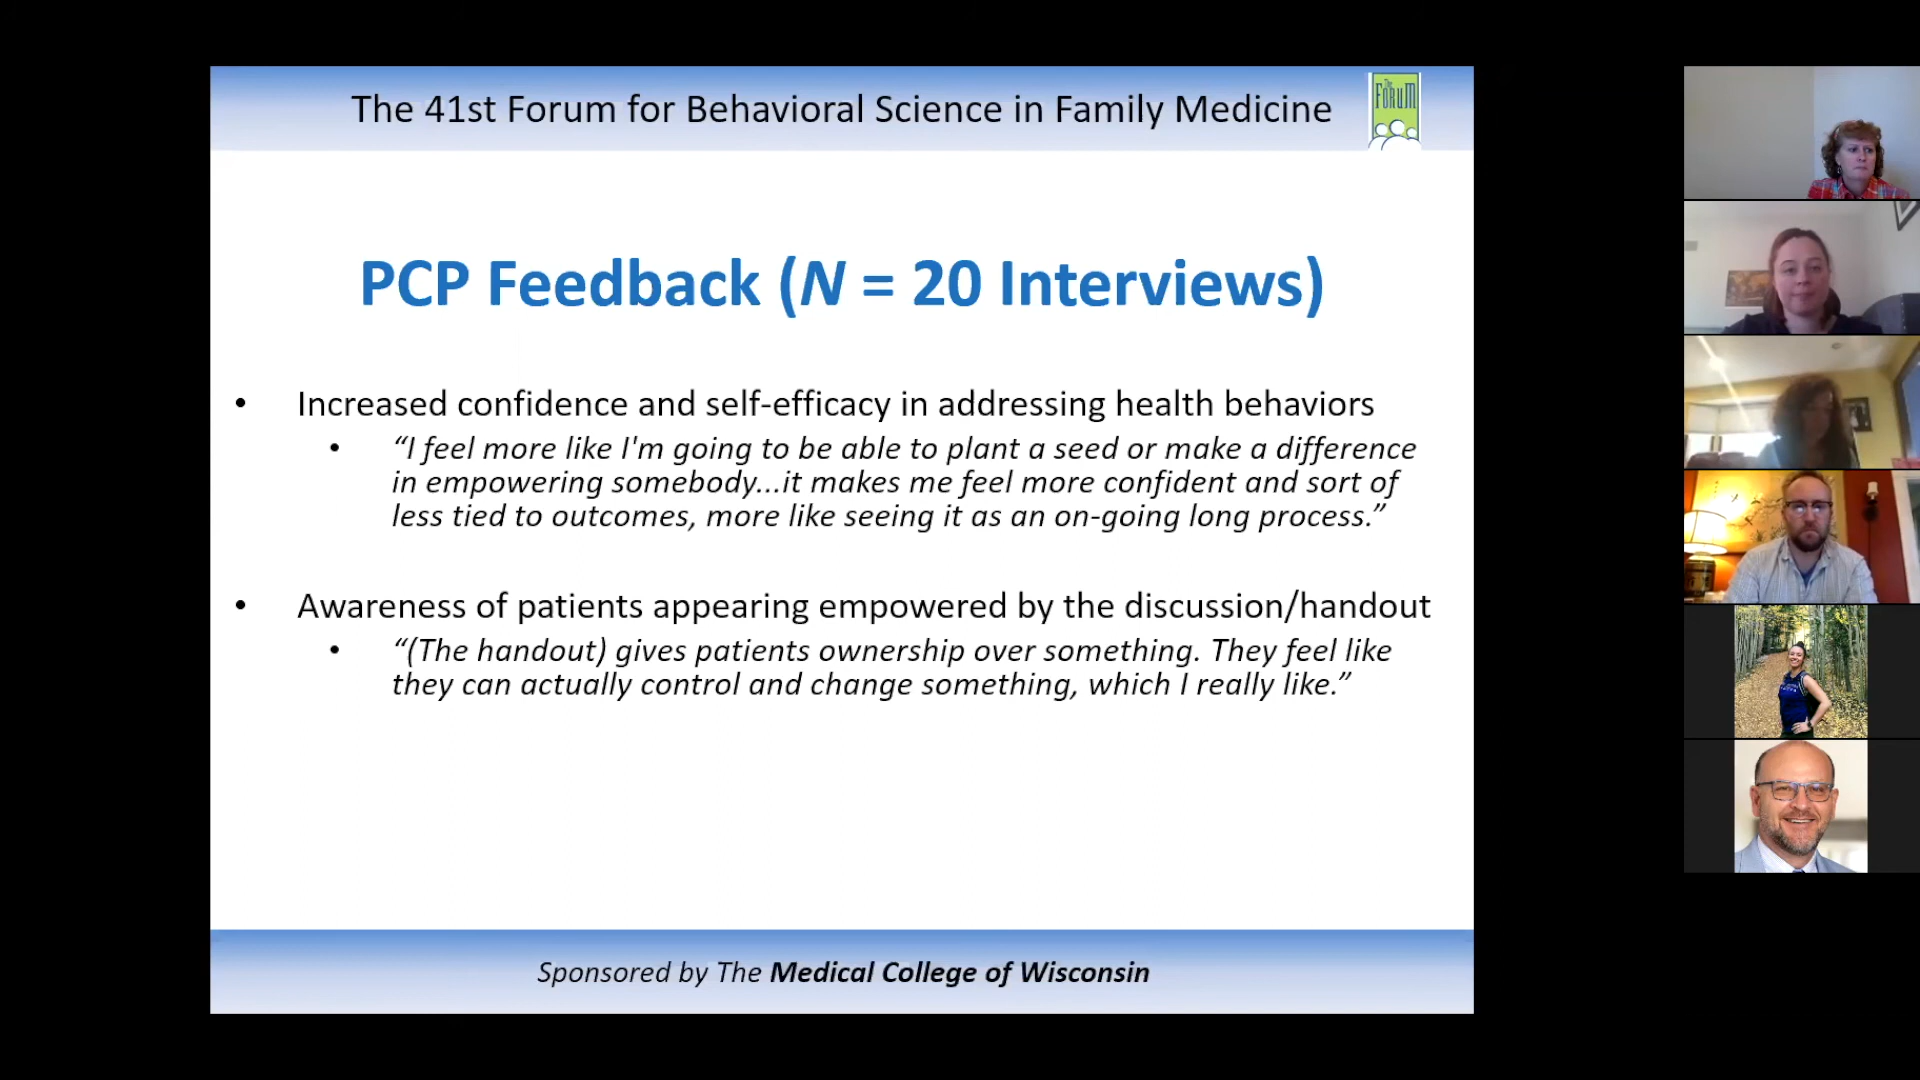 The 41st Forum for Behavioral Science in Family Medicine
The
FORUM
PCP Feedback (N = 20 Interviews)
• Increased confidence and self-efficacy in addressing health behaviors
• “I feel more like I'm going to be able to plant a seed or make a difference
in empowering somebody...it makes me feel more confident and sort of
less tied to outcomes, more like seeing it as an on-going long process.”
• Awareness of patients appearing empowered by the discussion/handout
• “(The handout) gives patients ownership over something. They feel like
they can actually control and change something, which I really like.”
Sponsored by The Medical College of Wisconsin